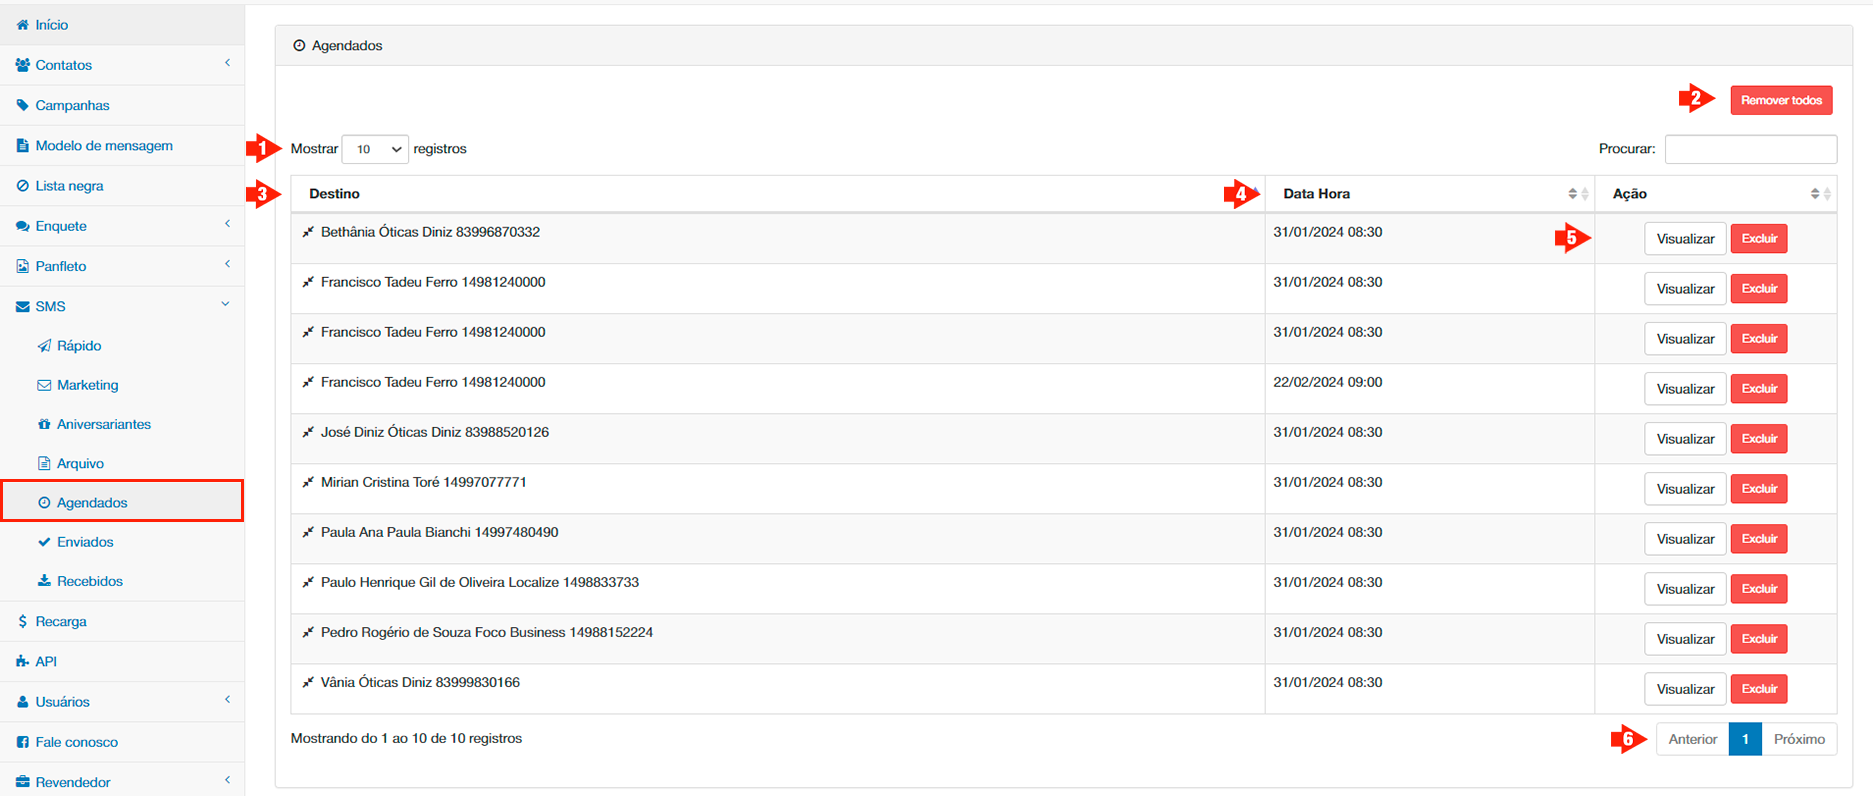 Início
Contatos
Campanhas
Modelo de mensagem
Lista negra
Enquete
Panfleto
SMS
Rápido
Marketing
Aniversariantes
Arquivo
Agendados
Enviados
Recebidos
Recarga
API
Usuários
Fale conosco
Revendedor
Agendados
2 Remover todos
1 Mostrar 10 registros Procurar:
3 Destino 4 Data Hora Ação
Bethânia Óticas Diniz 83996870332 31/01/2024 08:30 5 Visualizar Excluir
Francisco Tadeu Ferro 14981240000 31/01/2024 08:30 Visualizar Excluir
Francisco Tadeu Ferro 14981240000 31/01/2024 08:30 Visualizar Excluir
Francisco Tadeu Ferro 14981240000 22/02/2024 09:00 Visualizar Excluir
José Diniz Óticas Diniz 83988520126 31/01/2024 08:30 Visualizar Excluir
Mirian Cristina Toré 14997077771 31/01/2024 08:30 Visualizar Excluir
Paula Ana Paula Bianchi 14997480490 31/01/2024 08:30 Visualizar Excluir
Paulo Henrique Gil de Oliveira Localize 1498833733 31/01/2024 08:30 Visualizar Excluir
Pedro Rogério de Souza Foco Business 14988152224 31/01/2024 08:30 Visualizar Excluir
Vânia Óticas Diniz 83999830166 31/01/2024 08:30 Visualizar Excluir
Mostrando do 1 ao 10 de 10 registros 6 Anterior 1 Próximo